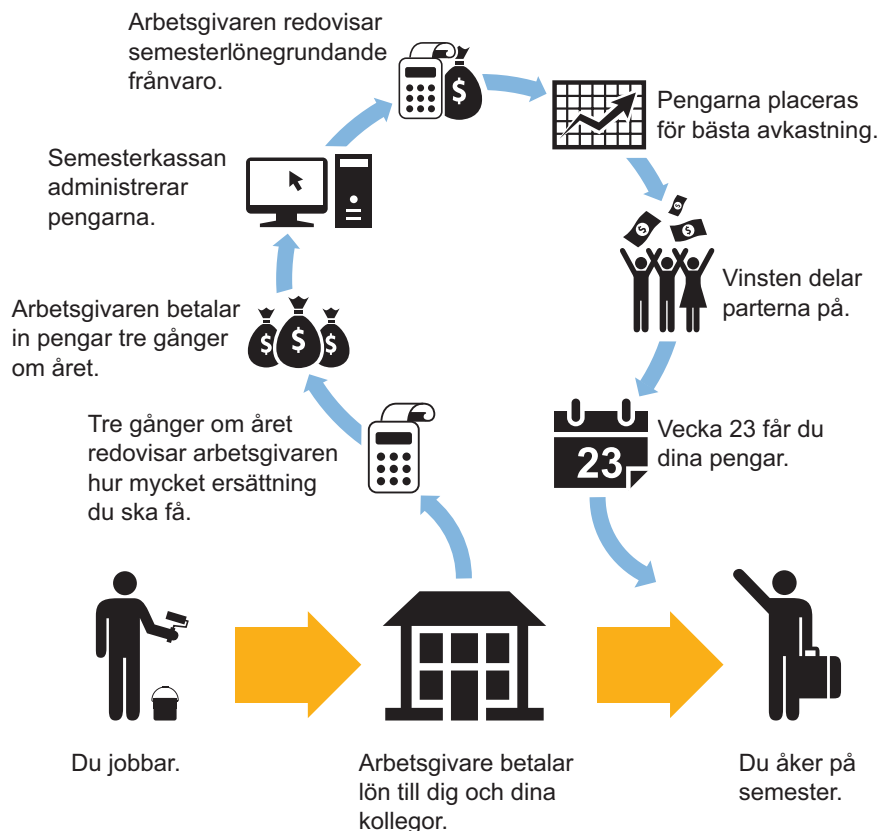 Arbetsgivaren redovisar
semesterlönegrundande
frånvaro.
$
Pengarna placeras
för bästa avkastning.
Semesterkassan
administrerar
pengarna.
$
$ $
Vinsten delar
parterna på.
Arbetsgivaren betalar
in pengar tre gånger
om året.
$ $ $
Tre gånger om året
redovisar arbetsgivaren
hur mycket ersättning
du ska få.
23
Vecka 23 får du
dina pengar.
Du jobbar.
Arbetsgivare betalar
lön till dig och dina
kollegor.
Du åker på
semester.